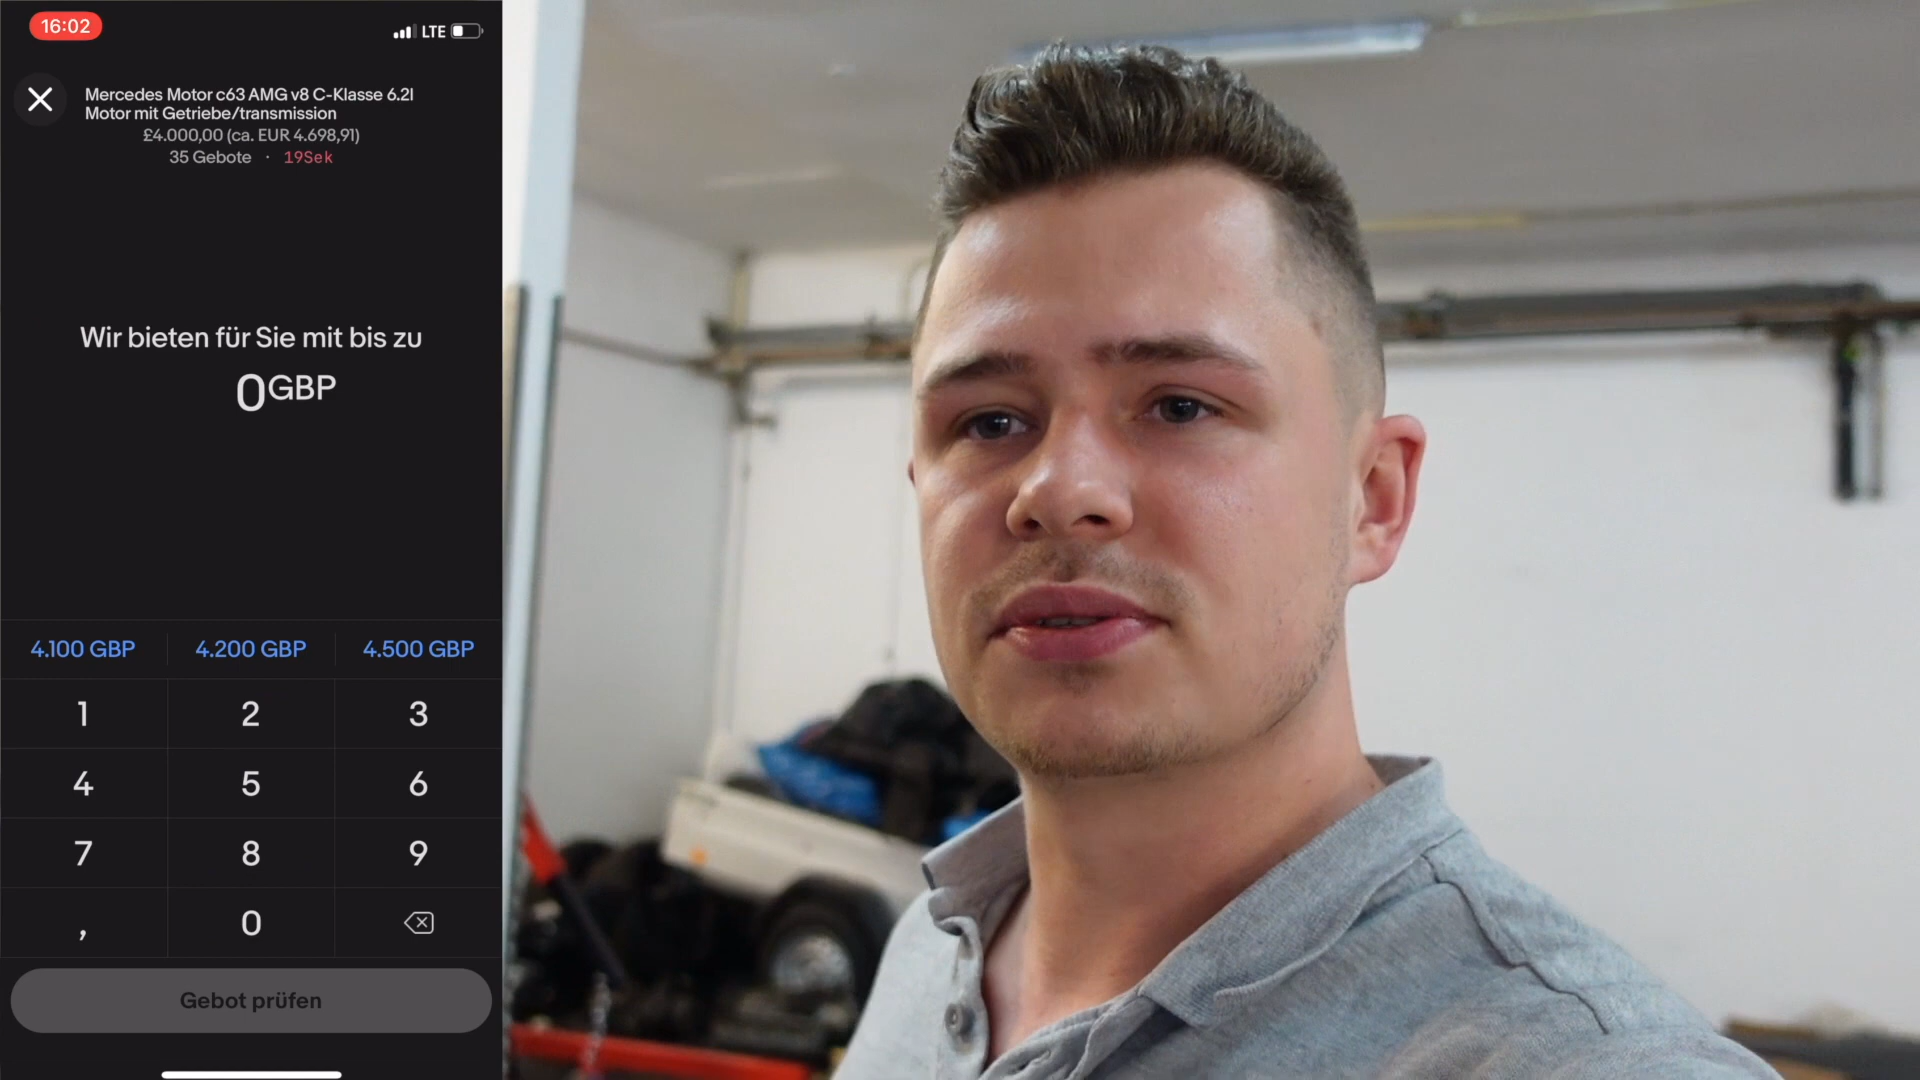 16:02
LTE
Mercedes Motor c63 AMG v8 C-Klasse 6.2l
Motor mit Getriebe/transmission
£4.000,00 (ca. EUR 4.698,91)
35 Gebote · 19Sek
Wir bieten für Sie mit bis zu
0 GBP
4.100 GBP 4.200 GBP 4.500 GBP
1 2 3
4 5 6
7 8 9
, 0
Gebot prüfen